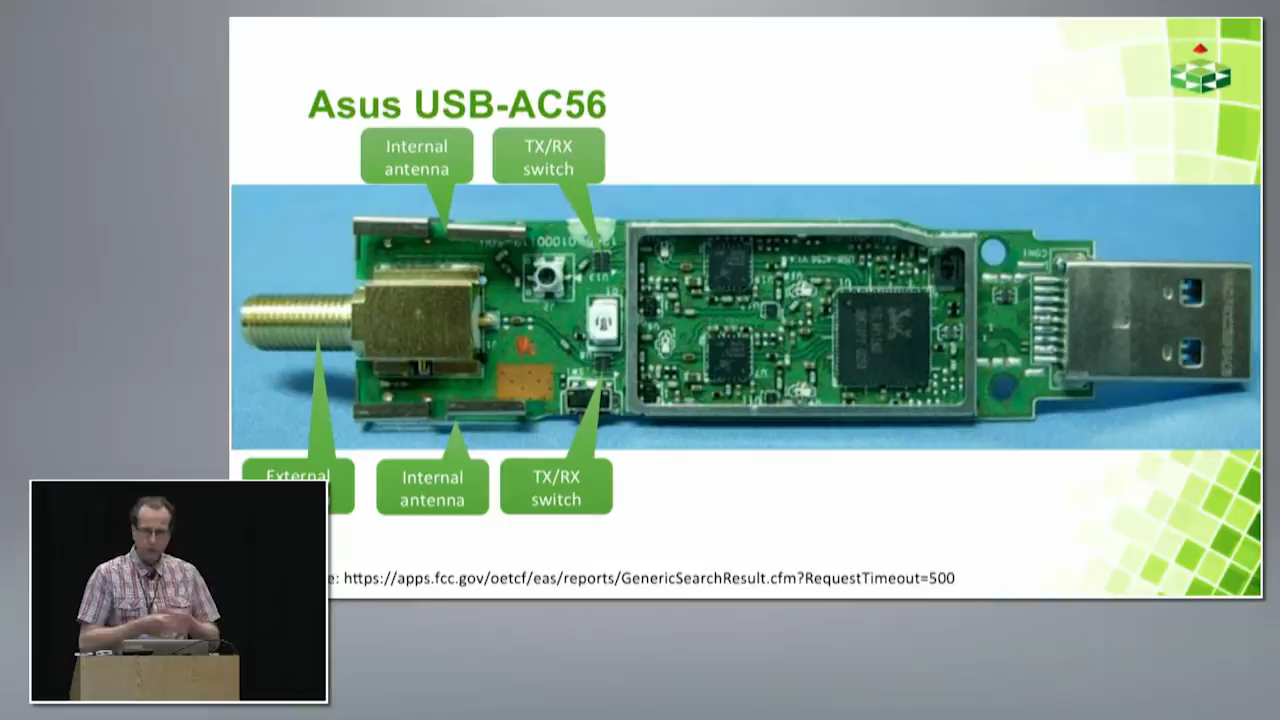 Asus USB-AC56
Internal
antenna
TX/RX
switch
External
Internal
antenna
TX/RX
switch
e: https://apps.fcc.gov/oetcf/eas/reports/GenericSearchResult.cfm?RequestTimeout=500